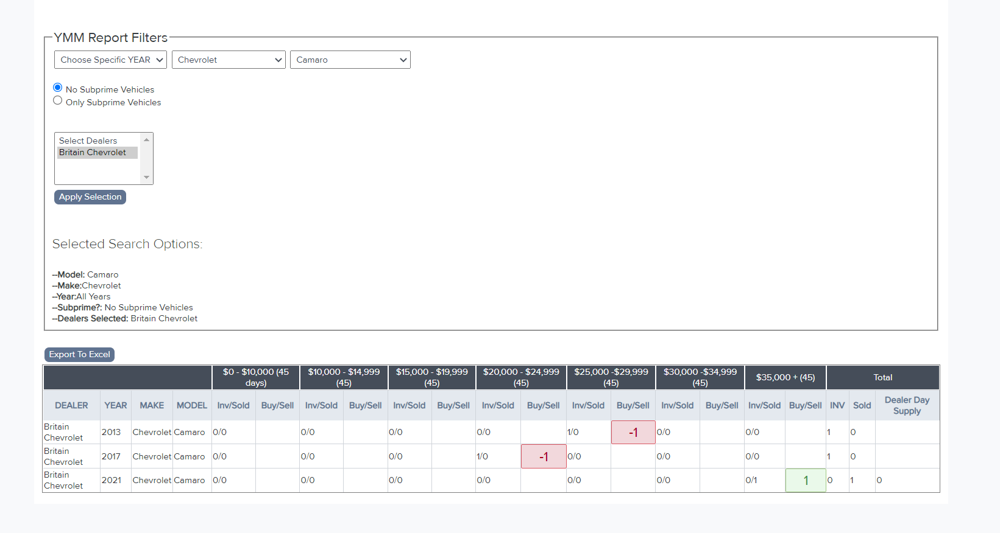 YMM Report Filters
Choose Specific YEAR Chevrolet Camaro
No Subprime Vehicles
Only Subprime Vehicles
Select Dealers
Britain Chevrolet
Apply Selection
Selected Search Options:
--Model: Camaro
--Make:Chevrolet
--Year:All Years
--Subprime?: No Subprime Vehicles
--Dealers Selected: Britain Chevrolet
Export To Excel
$0 - $10,000 (45 days) $10,000 - $14,999 (45) $15,000 - $19,999 (45) $20,000 - $24,999 (45) $25,000 -$29,999 (45) $30,000 -$34,999 (45) $35,000 + (45) Total
DEALER YEAR MAKE MODEL Inv/Sold Buy/Sell Inv/Sold Buy/Sell Inv/Sold Buy/Sell Inv/Sold Buy/Sell Inv/Sold Buy/Sell Inv/Sold Buy/Sell Inv/Sold Buy/Sell INV Sold Dealer Day Supply
Britain Chevrolet 2013 Chevrolet Camaro 0/0 0/0 0/0 0/0 1/0 -1 0/0 0/0 1 0
Britain Chevrolet 2017 Chevrolet Camaro 0/0 0/0 0/0 1/0 -1 0/0 0/0 0/0 1 0
Britain Chevrolet 2021 Chevrolet Camaro 0/0 0/0 0/0 0/0 0/0 0/0 0/1 1 0 1 0